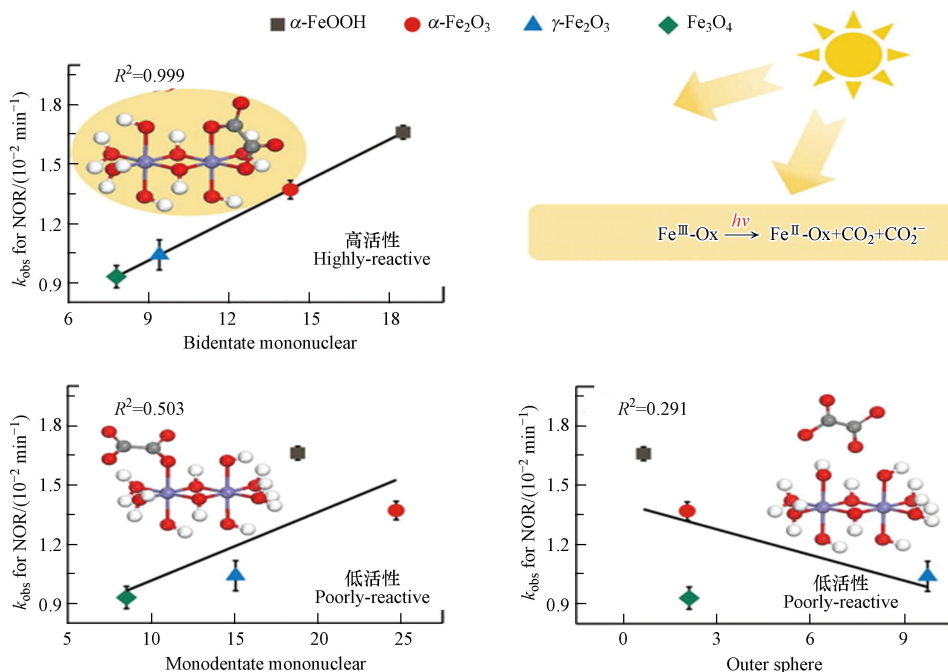 α-FeOOH α-Fe₂O₃ γ-Fe₂O₃ Fe₃O₄
R²=0.999
k_obs for NOR/(10⁻² min⁻¹)
1.8
1.5
1.2
0.9
高活性
Highly-reactive
6 9 12 15 18
Bidentate mononuclear
Feᴵᴵᴵ-Ox hν→ Feᴵᴵ-Ox+CO₂+CO₂•⁻
R²=0.503
k_obs for NOR/(10⁻² min⁻¹)
1.8
1.5
1.2
0.9
低活性
Poorly-reactive
5 10 15 20 25
Monodentate mononuclear
R²=0.291
k_obs for NOR/(10⁻² min⁻¹)
1.8
1.5
1.2
0.9
低活性
Poorly-reactive
0 3 6 9
Outer sphere